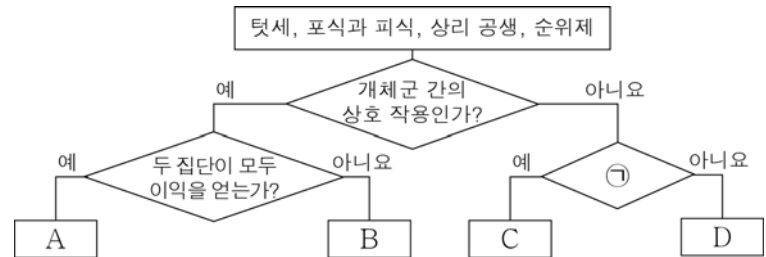 텃세, 포식과 피식, 상리 공생, 순위제
개체군 간의
상호 작용인가?
예
아니요
두 집단이 모두
이익을 얻는가?
예
아니요
㉠
예
아니요
A
B
C
D